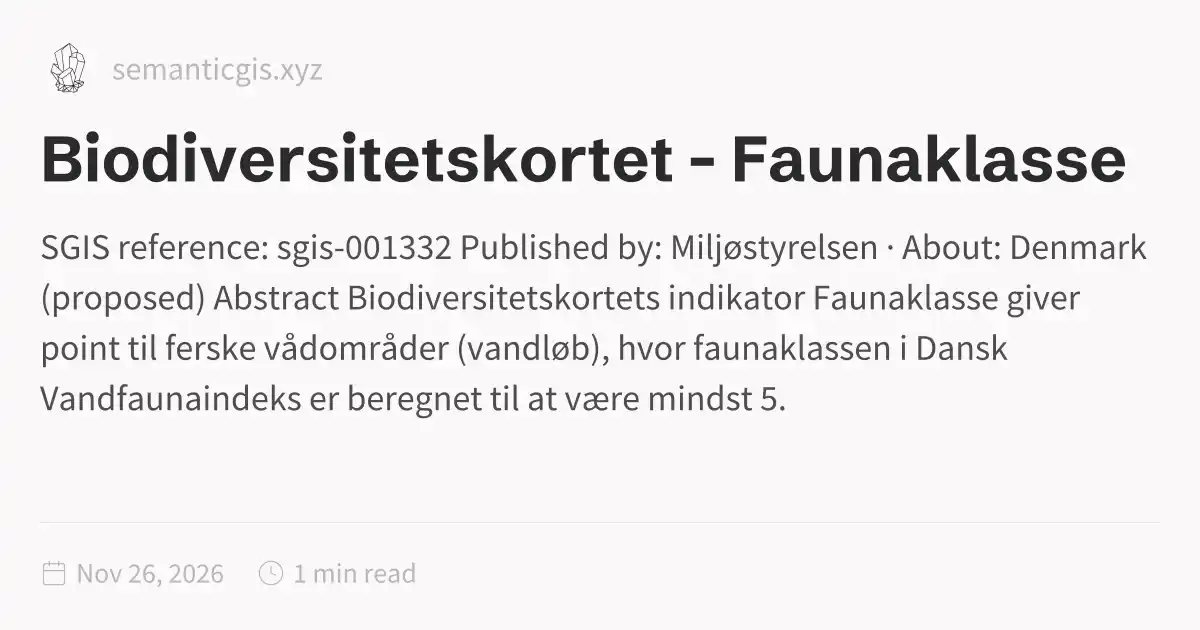 semanticgis.xyz
Biodiversitetskortet - Faunaklasse
SGIS reference: sgis-001332 Published by: Miljøstyrelsen · About: Denmark
(proposed) Abstract Biodiversitetskortets indikator Faunaklasse giver
point til ferske vådområder (vandløb), hvor faunaklassen i Dansk
Vandfaunaindeks er beregnet til at være mindst 5.
Nov 26, 2026 1 min read